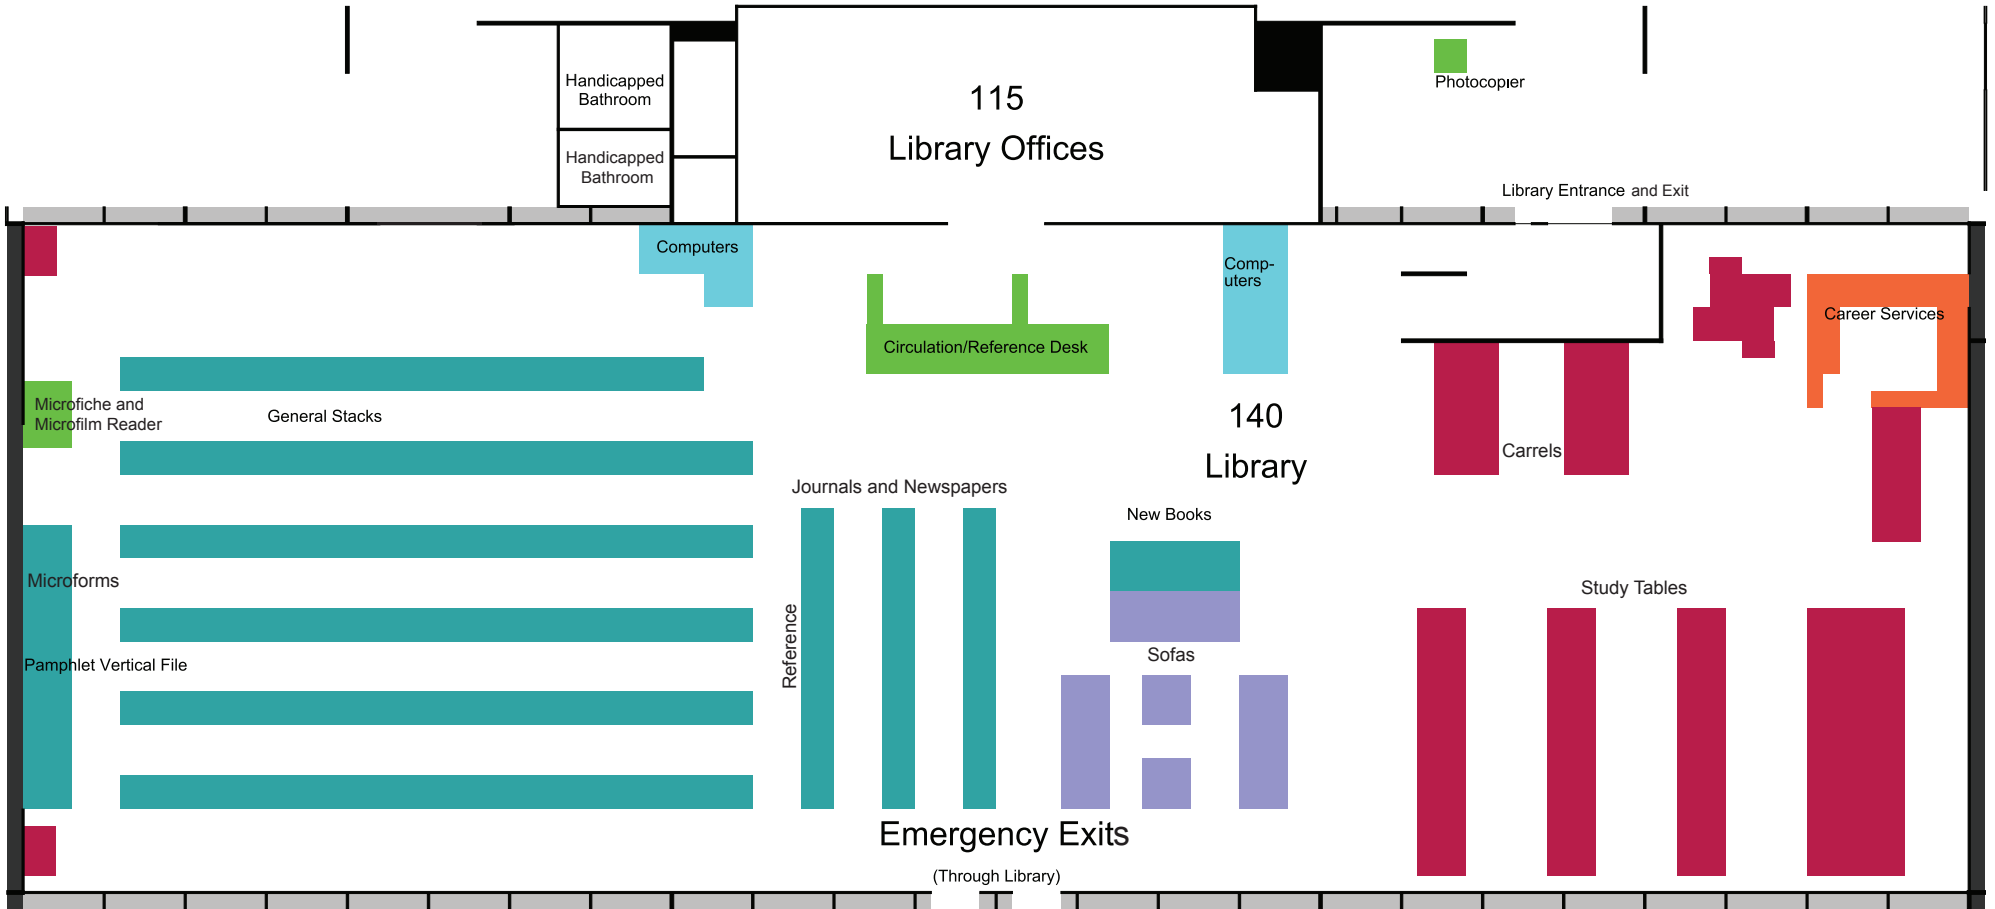 Handicapped
Bathroom
Handicapped
Bathroom
115
Library Offices
Photocopier
Library Entrance and Exit
Computers
Comp-
uters
Career Services
Circulation/Reference Desk
Microfiche and
Microfilm Reader
General Stacks
140
Library
Carrels
Journals and Newspapers
New Books
Microforms
Study Tables
Reference
Sofas
Pamphlet Vertical File
Emergency Exits
(Through Library)